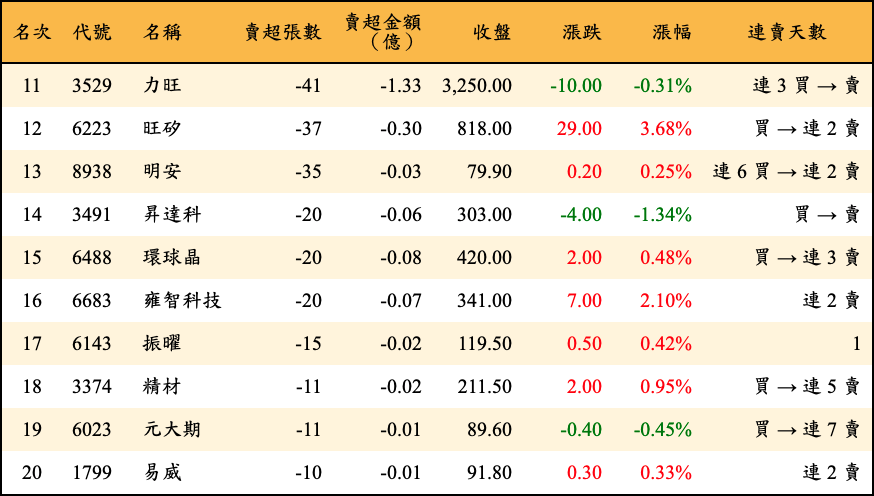 名次 代號 名稱 賣超張數 賣超金額（億） 收盤 漲跌 漲幅 連賣天數
11 3529 力旺 -41 -1.33 3,250.00 -10.00 -0.31% 連 3 買 → 賣
12 6223 旺矽 -37 -0.30 818.00 29.00 3.68% 買 → 連 2 賣
13 8938 明安 -35 -0.03 79.90 0.20 0.25% 連 6 買 → 連 2 賣
14 3491 昇達科 -20 -0.06 303.00 -4.00 -1.34% 買 → 賣
15 6488 環球晶 -20 -0.08 420.00 2.00 0.48% 買 → 連 3 賣
16 6683 雍智科技 -20 -0.07 341.00 7.00 2.10% 連 2 賣
17 6143 振曜 -15 -0.02 119.50 0.50 0.42% 1
18 3374 精材 -11 -0.02 211.50 2.00 0.95% 買 → 連 5 賣
19 6023 元大期 -11 -0.01 89.60 -0.40 -0.45% 買 → 連 7 賣
20 1799 易威 -10 -0.01 91.80 0.30 0.33% 連 2 賣